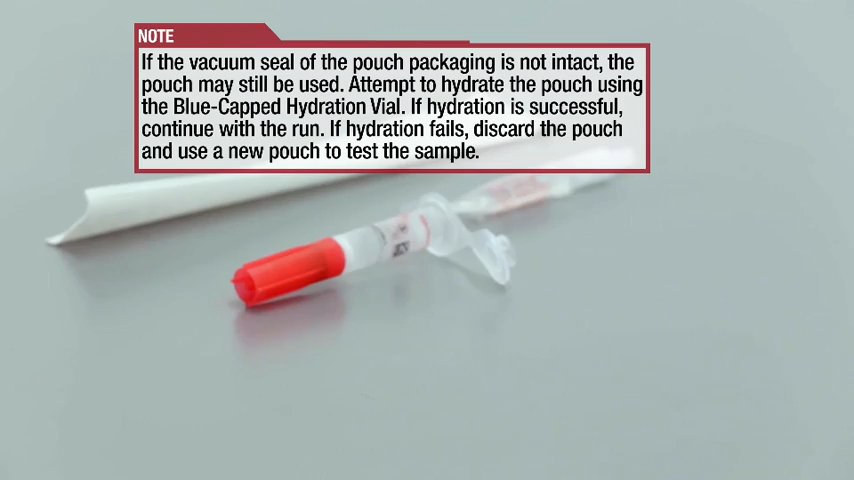 NOTE
If the vacuum seal of the pouch packaging is not intact, the
pouch may still be used. Attempt to hydrate the pouch using
the Blue-Capped Hydration Vial. If hydration is successful,
continue with the run. If hydration fails, discard the pouch
and use a new pouch to test the sample.